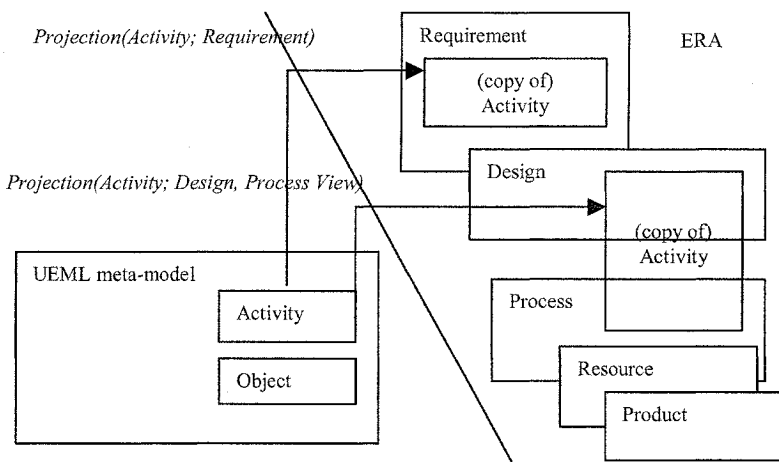 Projection(Activity; Requirement)
Requirement
ERA
(copy of)
Activity
Projection(Activity; Design, Process View)
Design
(copy of)
Activity
UEML meta-model
Activity
Process
Object
Resource
Product